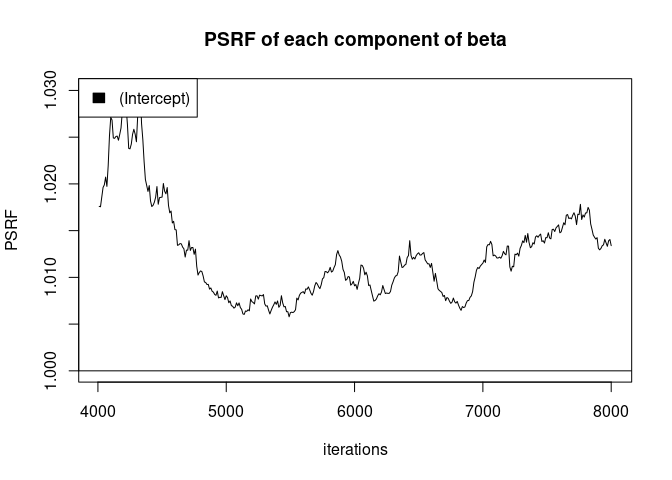 PSRF of each component of beta
(Intercept)
PSRF
1.030
1.020
1.010
1.000
4000 5000 6000 7000 8000
iterations